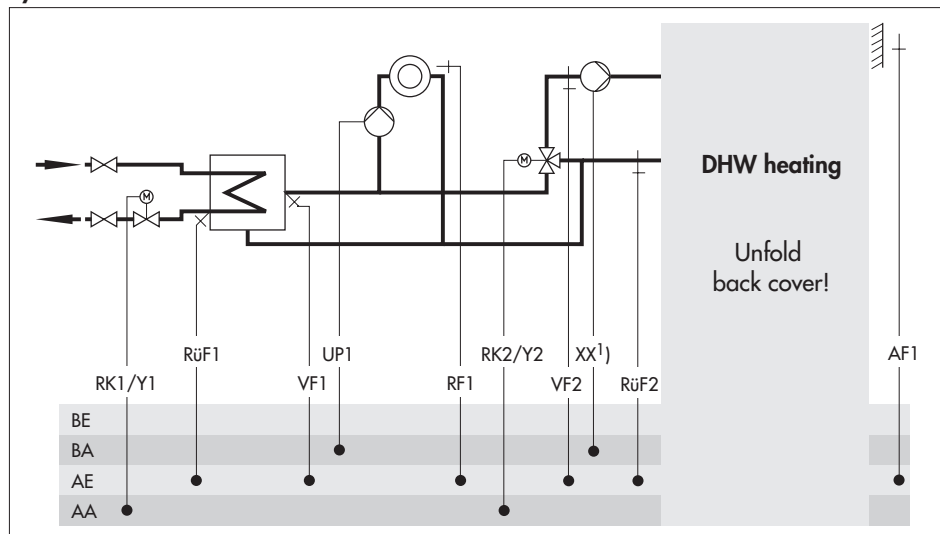 M
M
DHW heating
Unfold
back cover!
RüF1
UP1
RK2/Y2
XX1)
AF1
RK1/Y1
VF1
RF1
VF2
RüF2
BE
BA
AE
AA